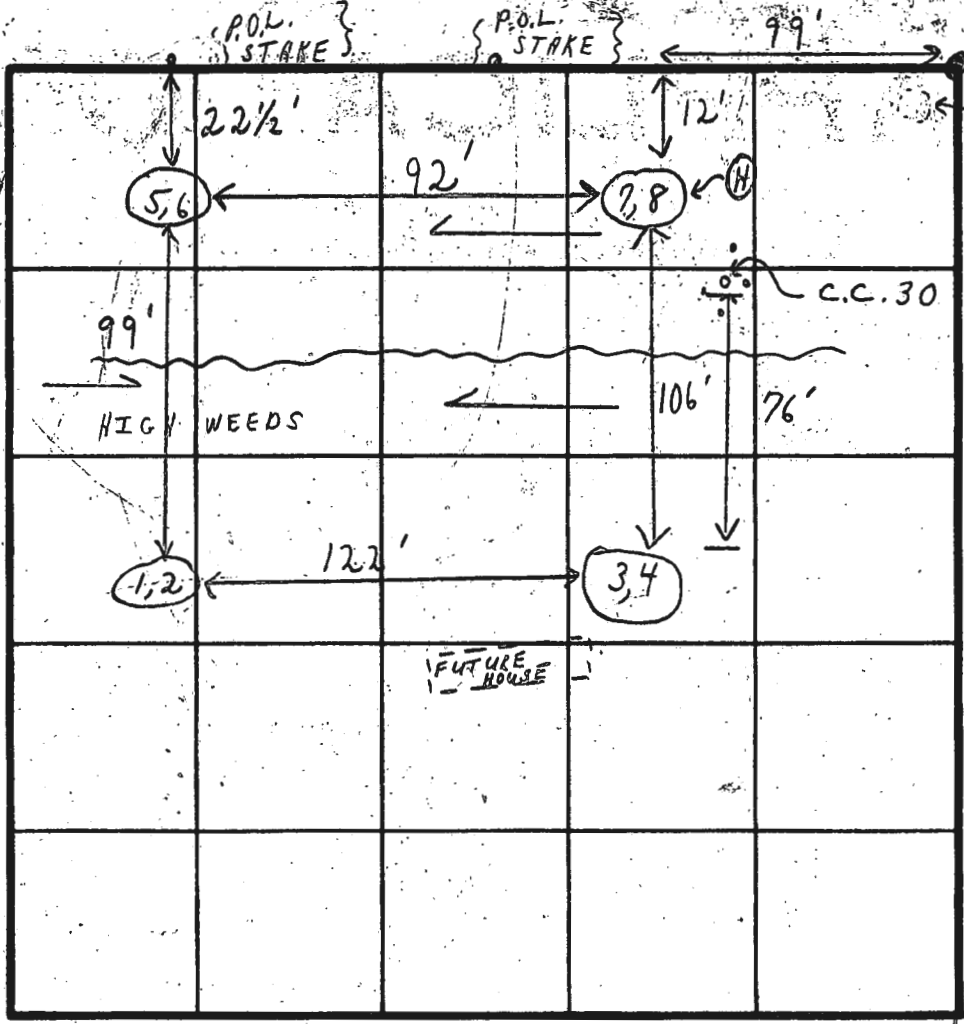 P.O.L.
STAKE
P.O.L.
STAKE
99'
22½'
12'
92'
5,6
7,8
H
C.C.30
99'
106'
76'
HIGH WEEDS
122'
1,2
3,4
FUTURE
HOUSE